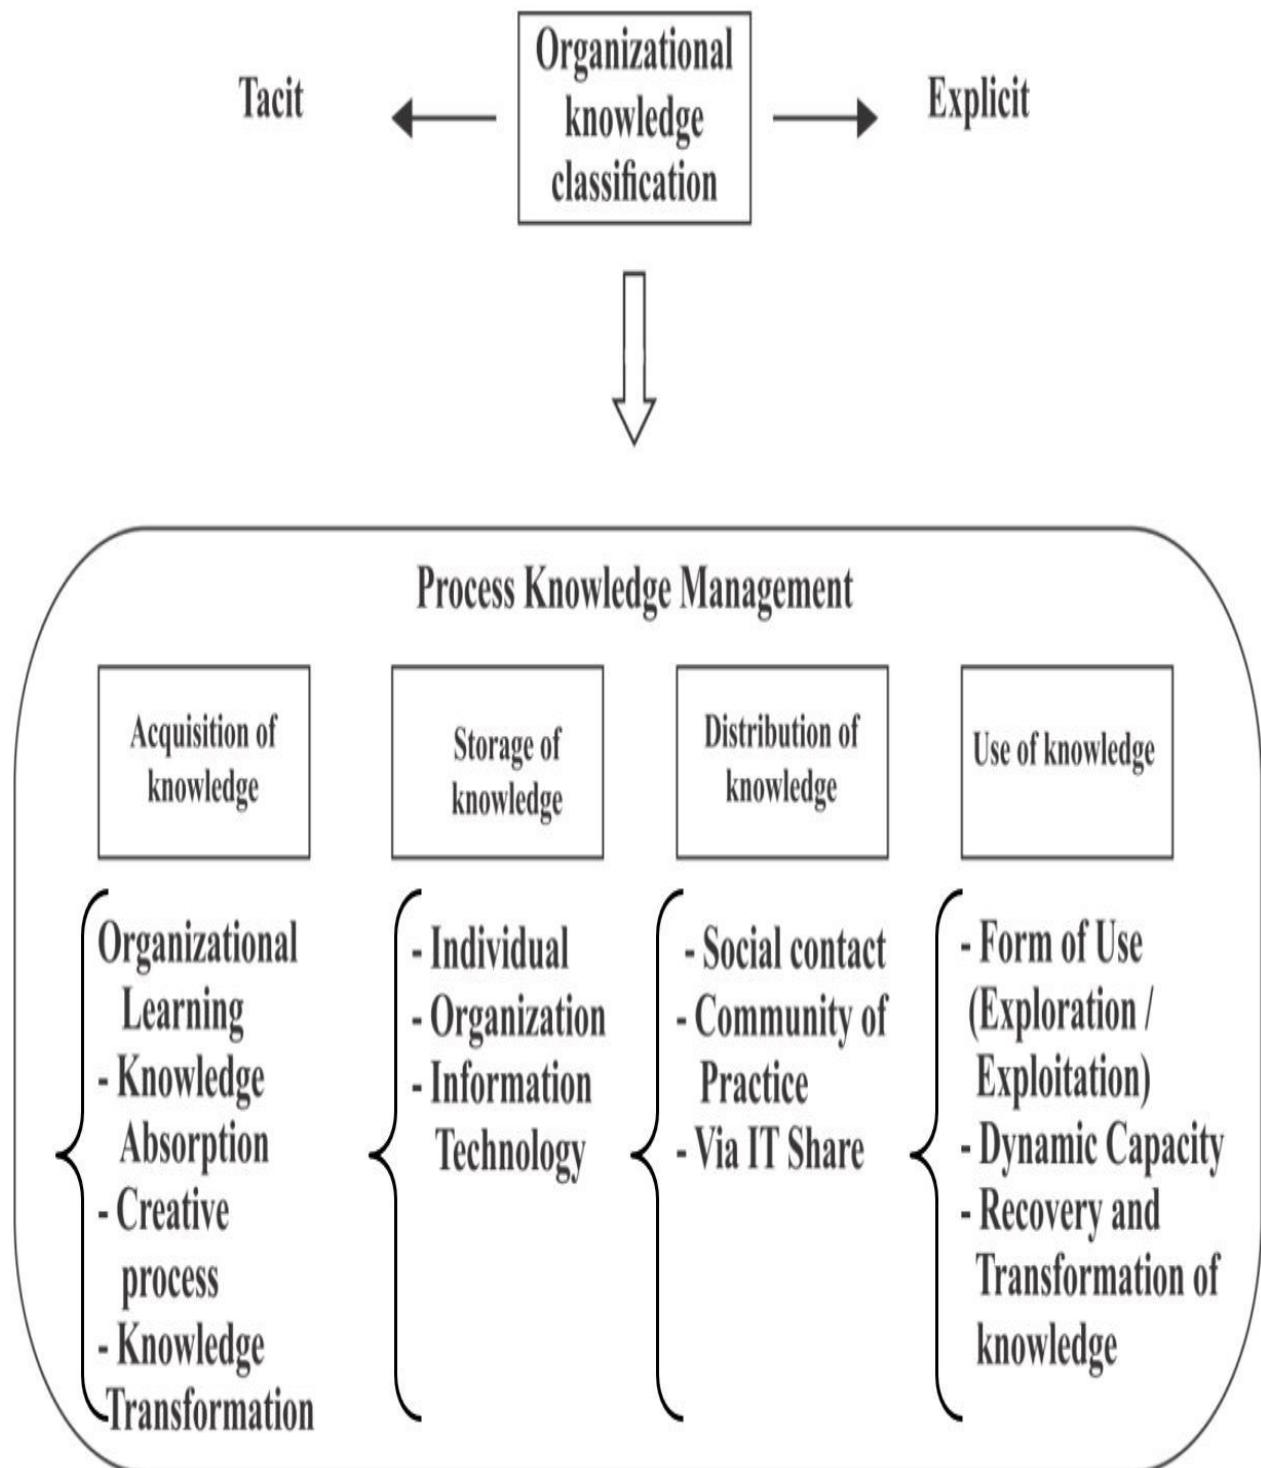 Organizational
knowledge
classification
Tacit
Explicit
Process Knowledge Management
Acquisition of
knowledge
Storage of
knowledge
Distribution of
knowledge
Use of knowledge
Organizational
Learning
- Knowledge
Absorption
- Creative
process
- Knowledge
Transformation
- Individual
- Organization
- Information
Technology
- Social contact
- Community of
Practice
- Via IT Share
- Form of Use
(Exploration /
Exploitation)
- Dynamic Capacity
- Recovery and
Transformation of
knowledge